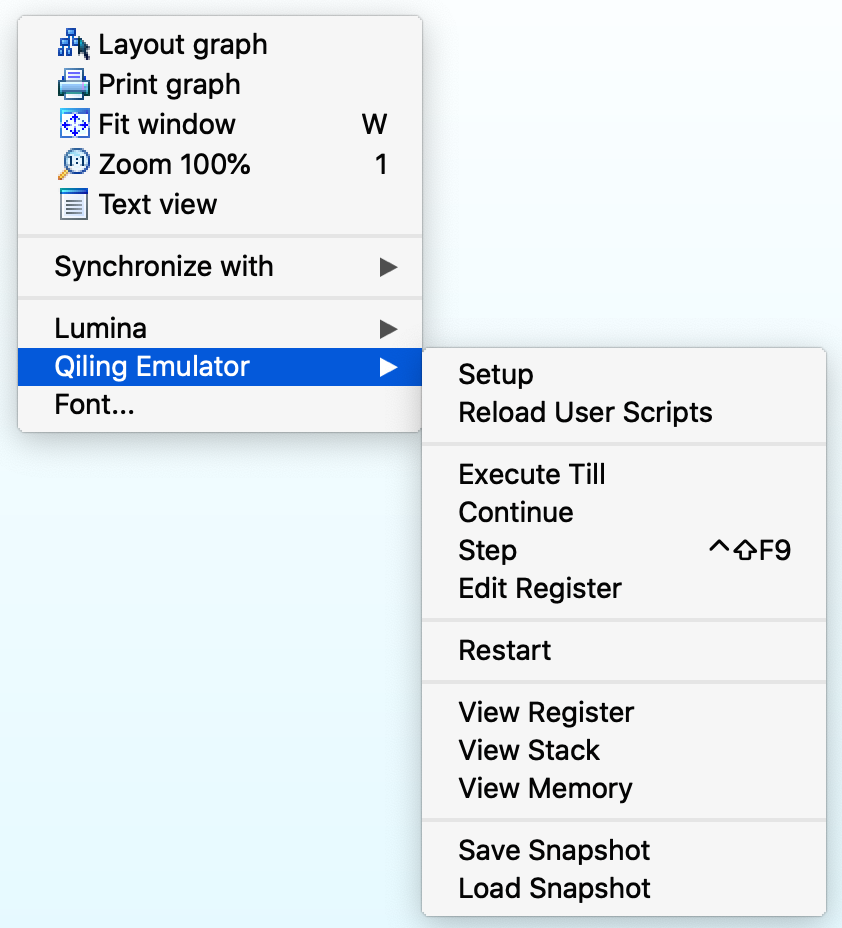 Layout graph
Print graph
Fit window W
Zoom 100% 1
Text view
Synchronize with
Lumina
Qiling Emulator
Font...
Setup
Reload User Scripts
Execute Till
Continue
Step ^⇧F9
Edit Register
Restart
View Register
View Stack
View Memory
Save Snapshot
Load Snapshot